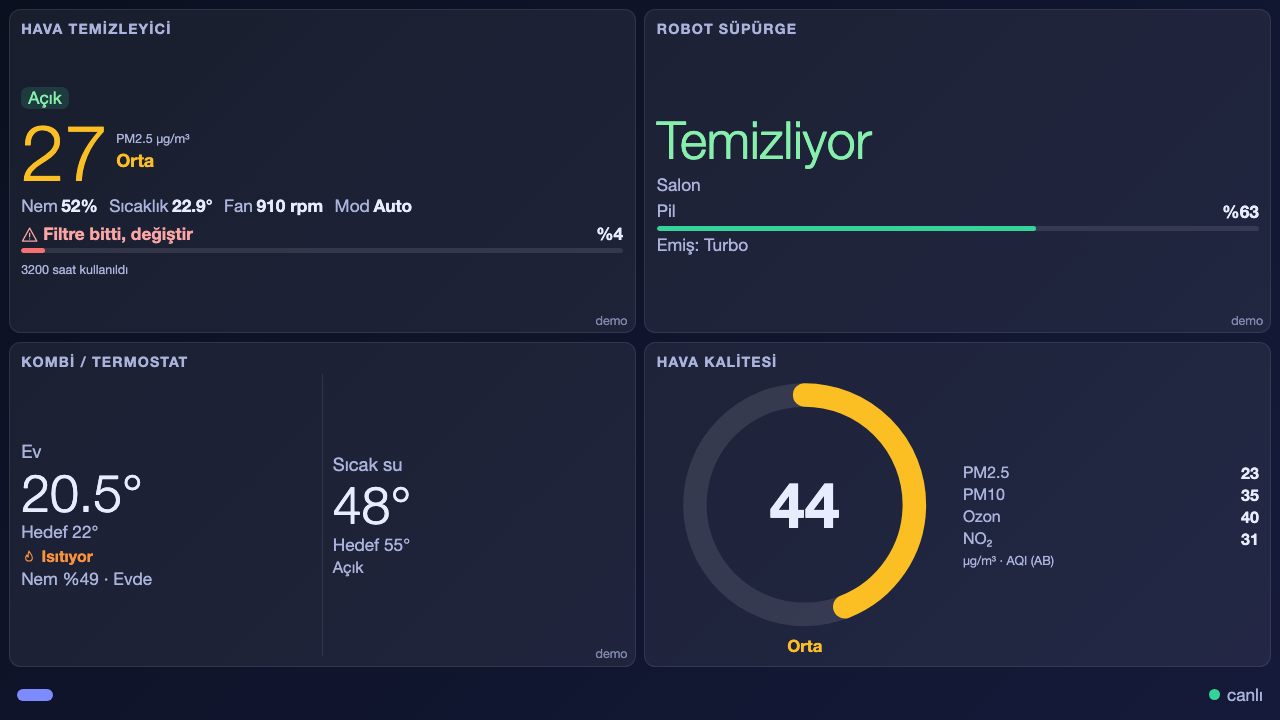 HAVA TEMİZLEYİCİ
Açık
27
PM2.5 µg/m³
Orta
Nem 52% Sıcaklık 22.9° Fan 910 rpm Mod Auto
Filtre bitti, değiştir %4
3200 saat kullanıldı
demo
ROBOT SÜPÜRGE
Temizliyor
Salon
Pil %63
Emiş: Turbo
demo
KOMBİ / TERMOSTAT
Ev
20.5°
Hedef 22°
Isıtıyor
Nem %49 · Evde
Sıcak su
48°
Hedef 55°
Açık
demo
HAVA KALİTESİ
44
Orta
PM2.5 23
PM10 35
Ozon 40
NO₂ 31
µg/m³ · AQI (AB)
canlı